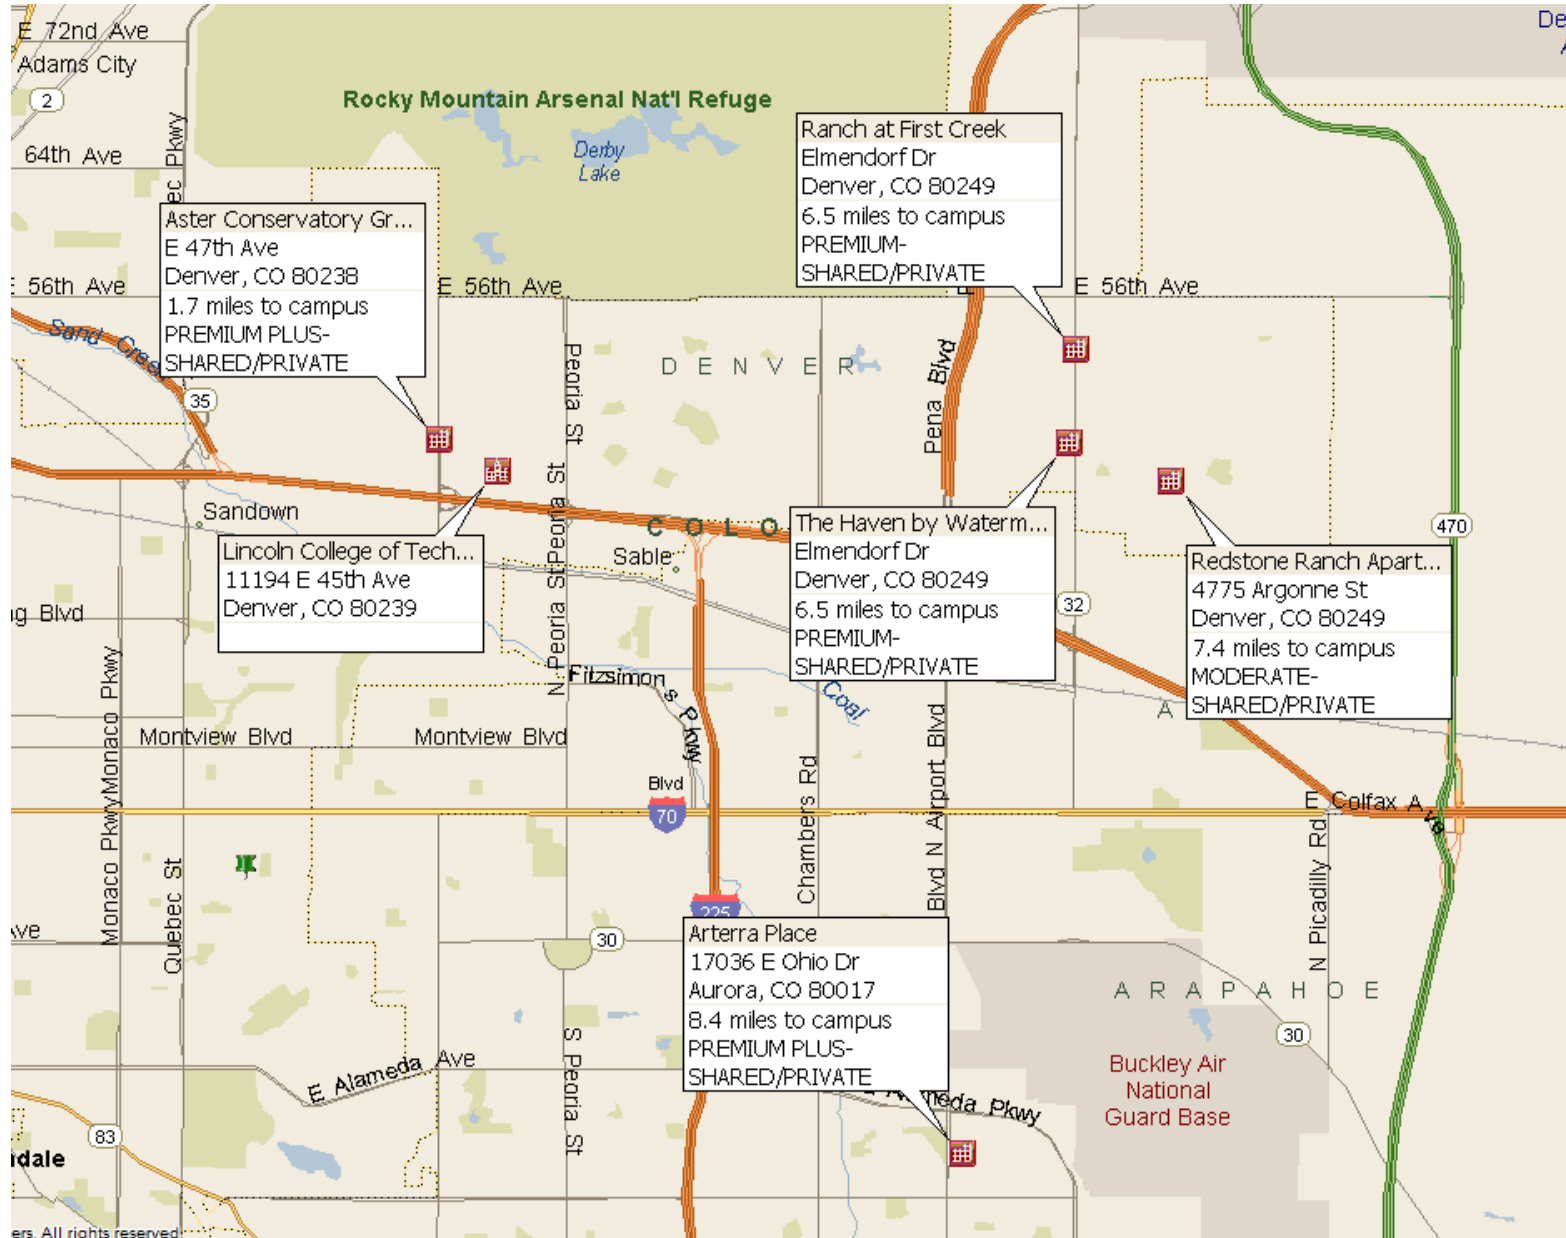 E 72nd Ave
Adams City
2
Pkwy
64th Ave
Rocky Mountain Arsenal Nat'l Refuge
Derby
Lake
Ranch at First Creek
Elmendorf Dr
Denver, CO 80249
6.5 miles to campus
PREMIUM-
SHARED/PRIVATE
Aster Conservatory Gr...
E 47th Ave
Denver, CO 80238
1.7 miles to campus
PREMIUM PLUS-
SHARED/PRIVATE
E 56th Ave
E 56th Ave
E 56th Ave
Sand Creek
35
Peoria St
DENVER
Pena Blvd
Sandown
Lincoln College of Tech...
11194 E 45th Ave
Denver, CO 80239
N Peoria St
Peoria St
COLO
Sable
The Haven by Waterm...
Elmendorf Dr
Denver, CO 80249
6.5 miles to campus
PREMIUM-
SHARED/PRIVATE
32
470
Redstone Ranch Apart...
4775 Argonne St
Denver, CO 80249
7.4 miles to campus
MODERATE-
SHARED/PRIVATE
A
Blvd
Fitzsimons Pkwy
Coal
Monaco Pkwy
Monaco Pkwy
Montview Blvd
Montview Blvd
Blvd
70
Chambers Rd
Blvd N Airport Blvd
E Colfax Ave
N Picadilly Rd
Quebec St
225
30
Arterra Place
17036 E Ohio Dr
Aurora, CO 80017
8.4 miles to campus
PREMIUM PLUS-
SHARED/PRIVATE
ARAPAHOE
30
Buckley Air
National
Guard Base
S Peoria St
E Alameda Ave
Alameda Pkwy
83
All rights reserved